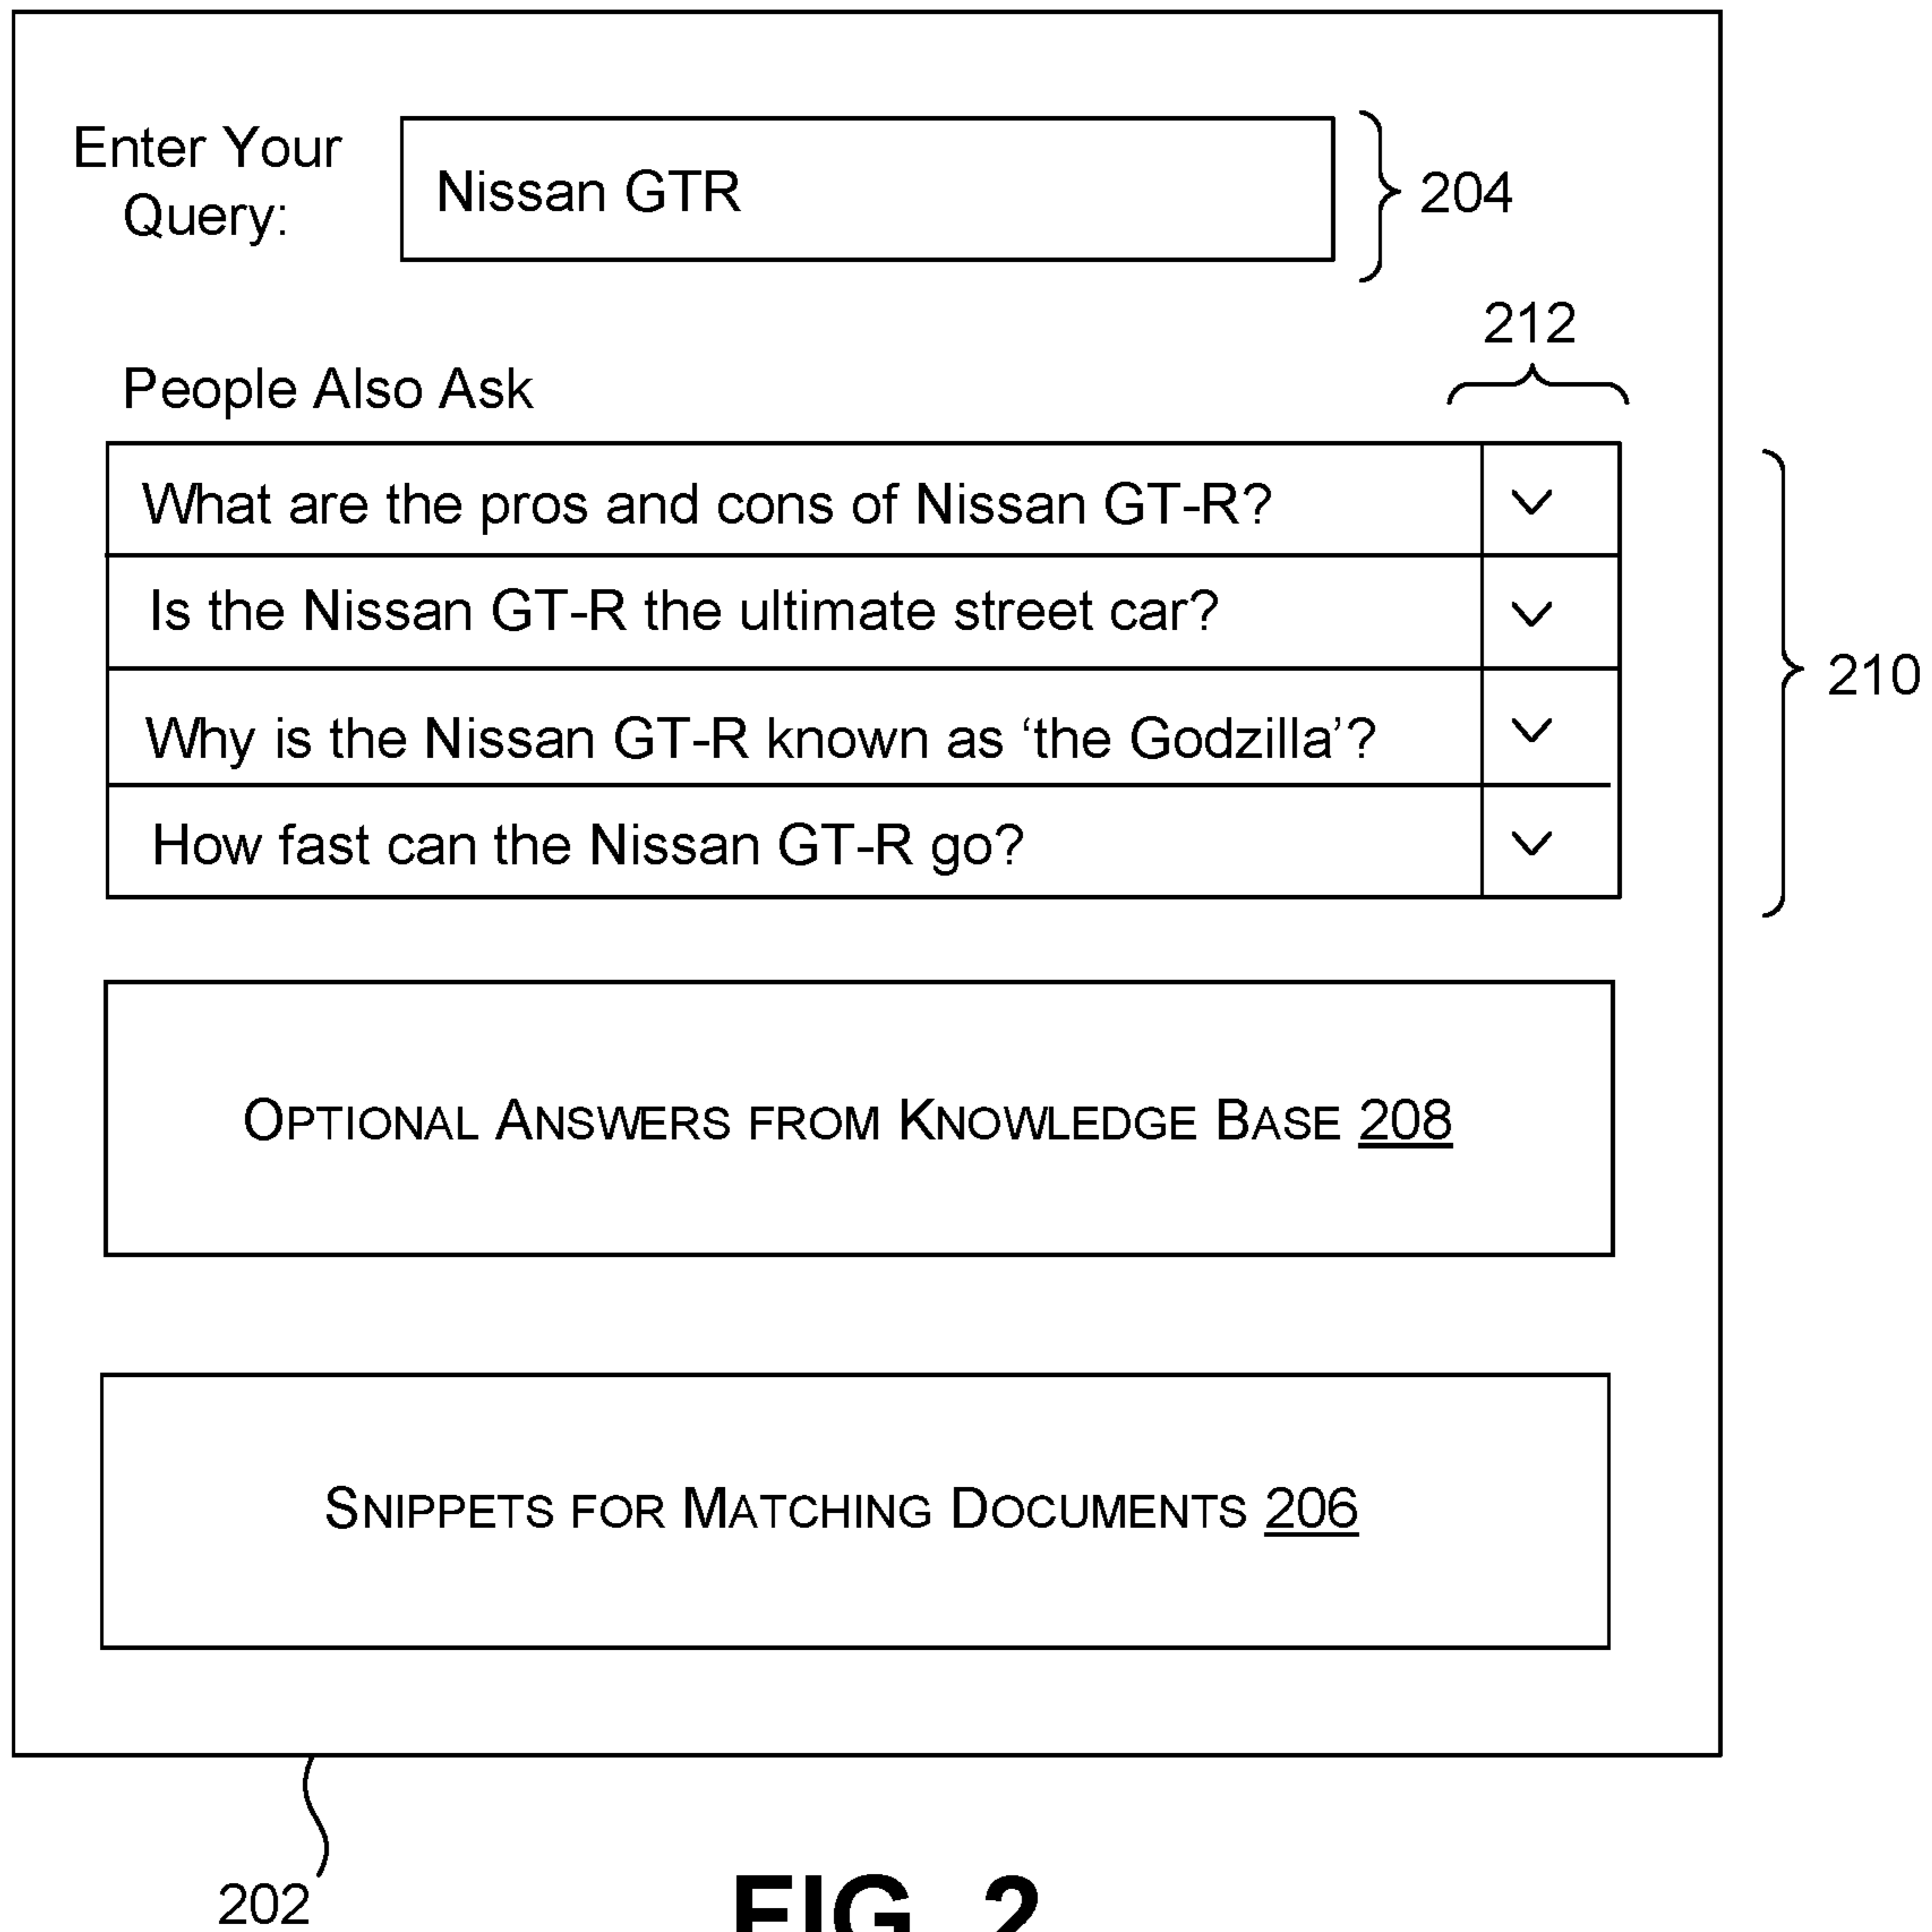 Enter Your
Query:
Nissan GTR
204
212
People Also Ask
What are the pros and cons of Nissan GT-R?
Is the Nissan GT-R the ultimate street car?
Why is the Nissan GT-R known as ‘the Godzilla’?
How fast can the Nissan GT-R go?
210
OPTIONAL ANSWERS FROM KNOWLEDGE BASE 208
SNIPPETS FOR MATCHING DOCUMENTS 206
202
FIG. 2